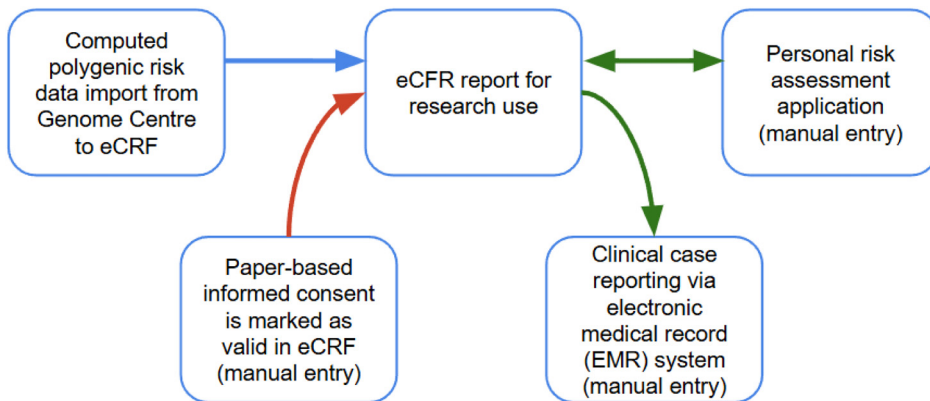 Computed
polygenic risk
data import from
Genome Centre
to eCRF
eCFR report for
research use
Personal risk
assessment
application
(manual entry)
Paper-based
informed consent
is marked as
valid in eCRF
(manual entry)
Clinical case
reporting via
electronic
medical record
(EMR) system
(manual entry)